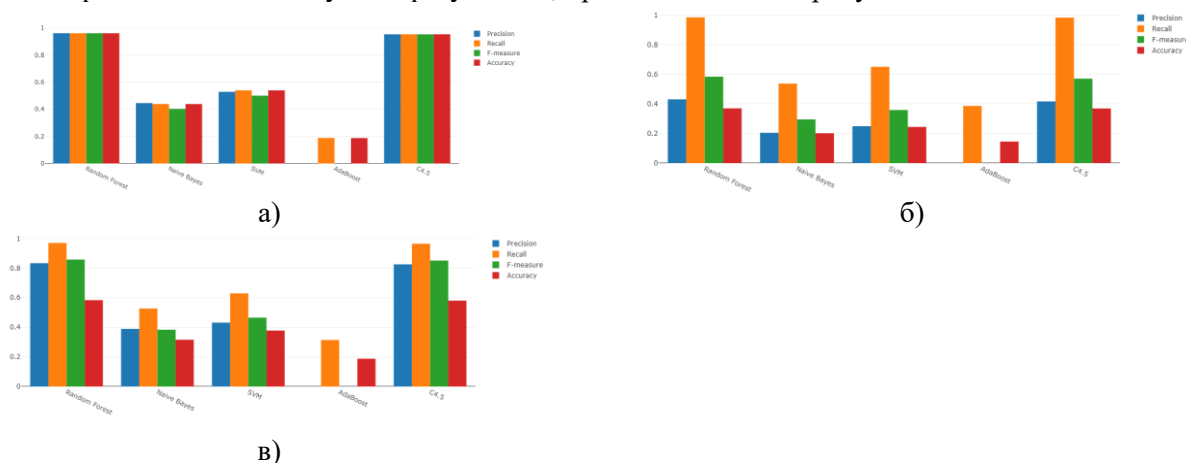 1
0.8
0.6
0.4
0.2
0
Random Forest
Naive Bayes
SVM
AdaBoost
C4.5
Precision
Recall
F-measure
Accuracy
а)
1
0.8
0.6
0.4
0.2
0
Random Forest
Naive Bayes
SVM
AdaBoost
C4.5
Precision
Recall
F-measure
Accuracy
б)
1
0.8
0.6
0.4
0.2
0
Random Forest
Naive Bayes
SVM
AdaBoost
C4.5
Precision
Recall
F-measure
Accuracy
в)